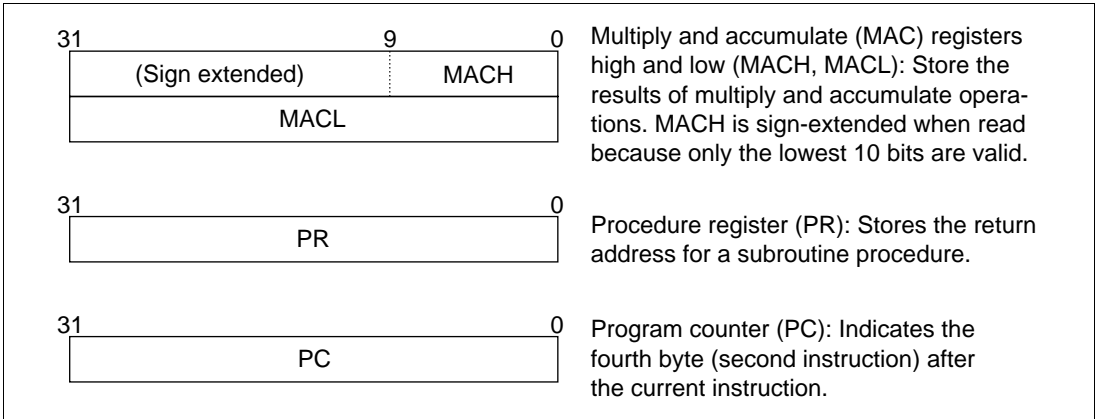 31 9 0
(Sign extended) MACH
MACL
Multiply and accumulate (MAC) registers
high and low (MACH, MACL): Store the
results of multiply and accumulate opera-
tions. MACH is sign-extended when read
because only the lowest 10 bits are valid.
31 0
PR
Procedure register (PR): Stores the return
address for a subroutine procedure.
31 0
PC
Program counter (PC): Indicates the
fourth byte (second instruction) after
the current instruction.